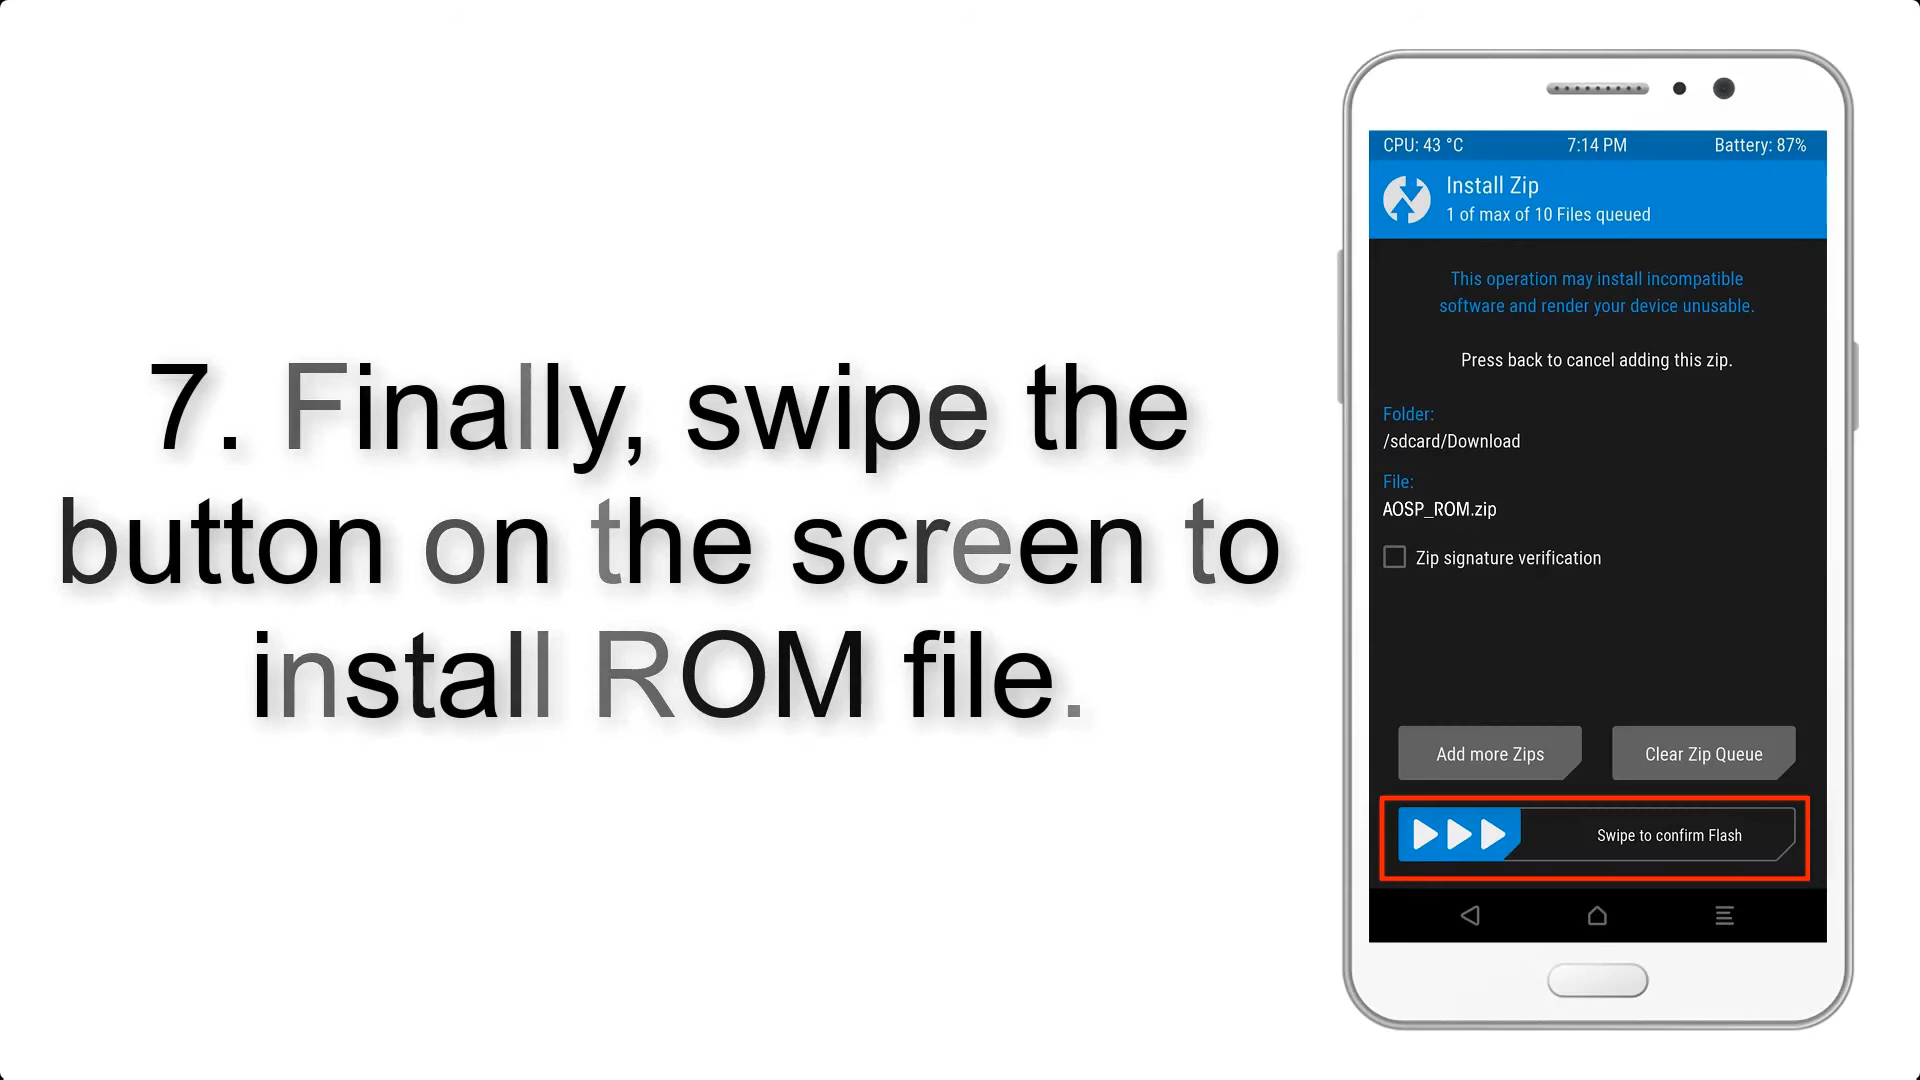 7. Finally, swipe the
button on the screen to
install ROM file.
CPU: 43 °C 7:14 PM Battery: 87%
Install Zip
1 of max of 10 Files queued
This operation may install incompatible
software and render your device unusable.
Press back to cancel adding this zip.
Folder:
/sdcard/Download
File:
AOSP_ROM.zip
Zip signature verification
Add more Zips Clear Zip Queue
Swipe to confirm Flash